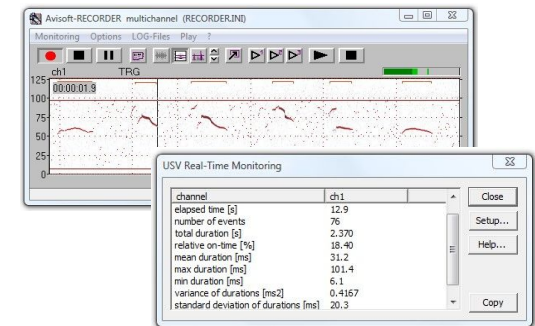 Avisoft-RECORDER multichannel (RECORDER.INI)
Monitoring Options LOG-Files Play ?
ch1 TRG
125
00:00:01.9
100
75
50
25
0
USV Real-Time Monitoring
channel ch1
elapsed time [s] 12.9
number of events 76
total duration [s] 2.370
relative on-time [%] 18.40
mean duration [ms] 31.2
max duration [ms] 101.4
min duration [ms] 6.1
variance of durations [ms2] 0.4167
standard deviation of durations [ms] 20.3
Close
Setup...
Help...
Copy